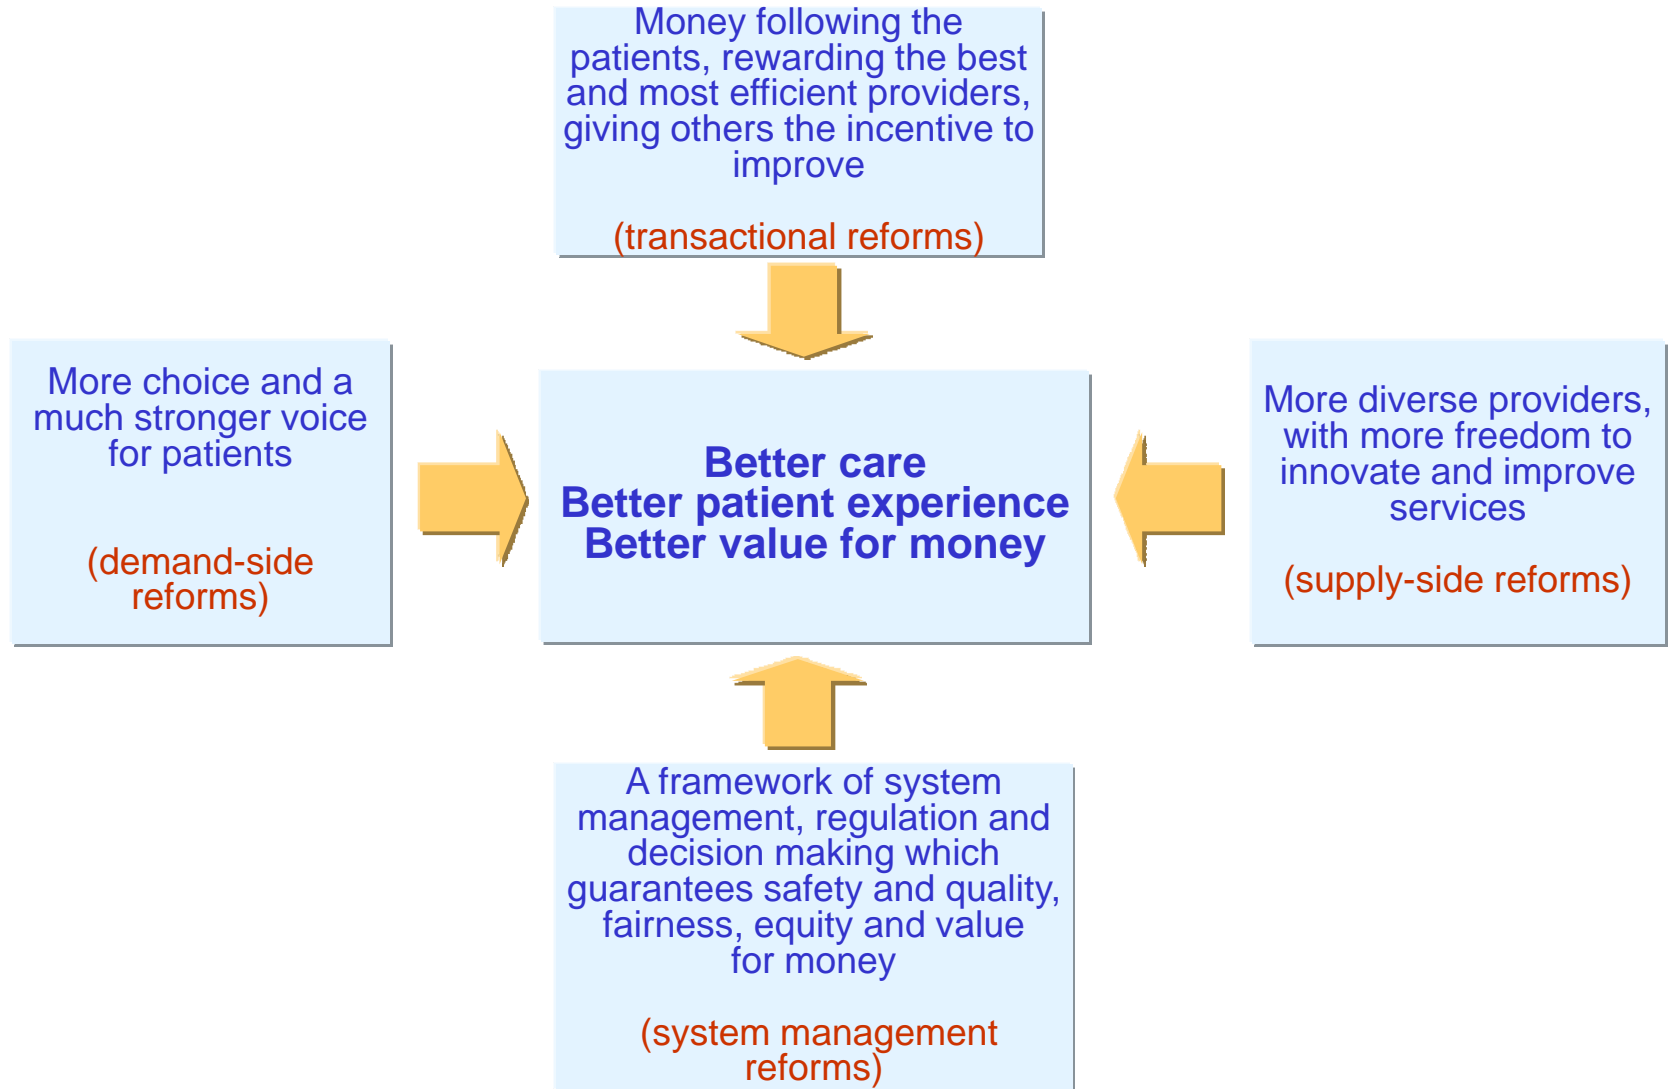 Money following the
patients, rewarding the best
and most efficient providers,
giving others the incentive to
improve
(transactional reforms)
More choice and a
much stronger voice
for patients
(demand-side
reforms)
Better care
Better patient experience
Better value for money
More diverse providers,
with more freedom to
innovate and improve
services
(supply-side reforms)
A framework of system
management, regulation and
decision making which
guarantees safety and quality,
fairness, equity and value
for money
(system management
reforms)